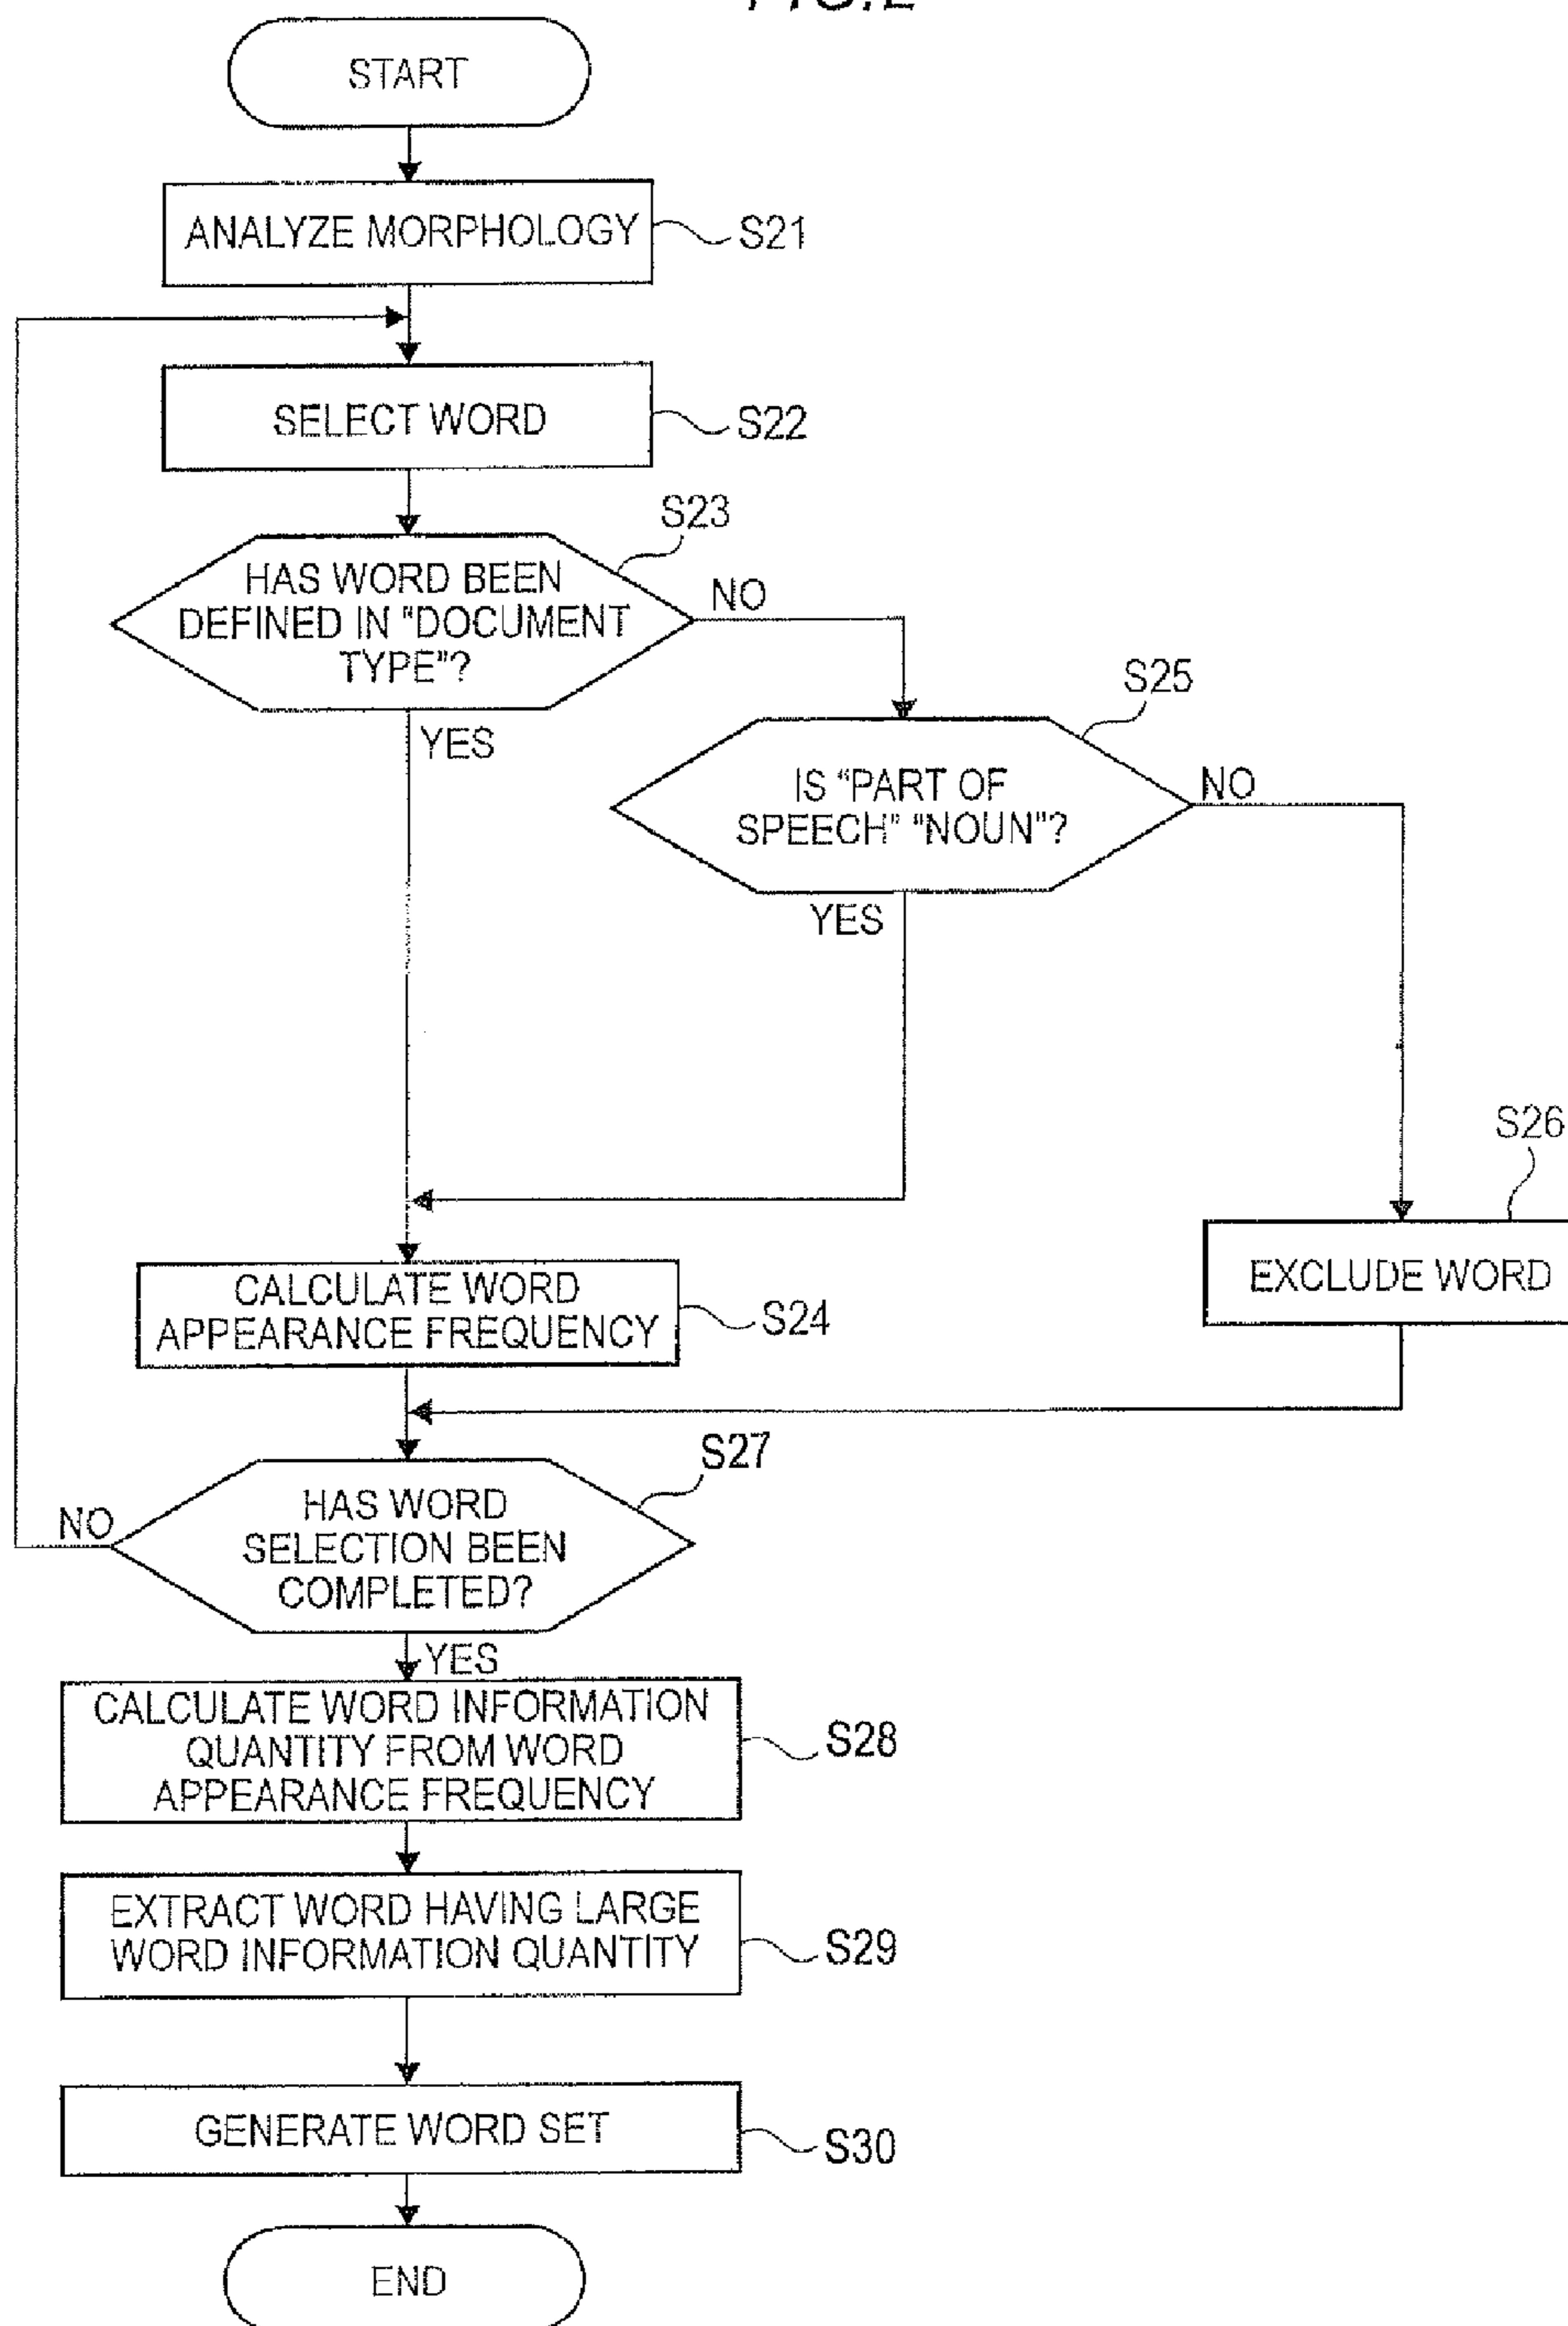 START
ANALYZE MORPHOLOGY
S21
SELECT WORD
S22
S23
HAS WORD BEEN
DEFINED IN "DOCUMENT
TYPE"?
NO
YES
S25
IS "PART OF
SPEECH" "NOUN"?
NO
YES
S26
EXCLUDE WORD
CALCULATE WORD
APPEARANCE FREQUENCY
S24
S27
HAS WORD
SELECTION BEEN
COMPLETED?
NO
YES
CALCULATE WORD INFORMATION
QUANTITY FROM WORD
APPEARANCE FREQUENCY
S28
EXTRACT WORD HAVING LARGE
WORD INFORMATION QUANTITY
S29
GENERATE WORD SET
S30
END